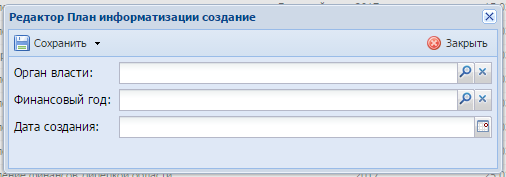 Редактор План информатизации создание
Сохранить Закрыть
Орган власти:
Финансовый год:
Дата создания: